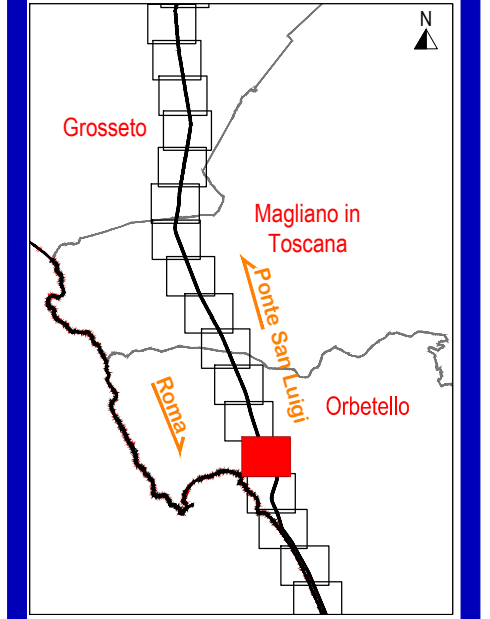 N
Grosseto
Magliano in
Toscana
Ponte San Luigi
Roma
Orbetello